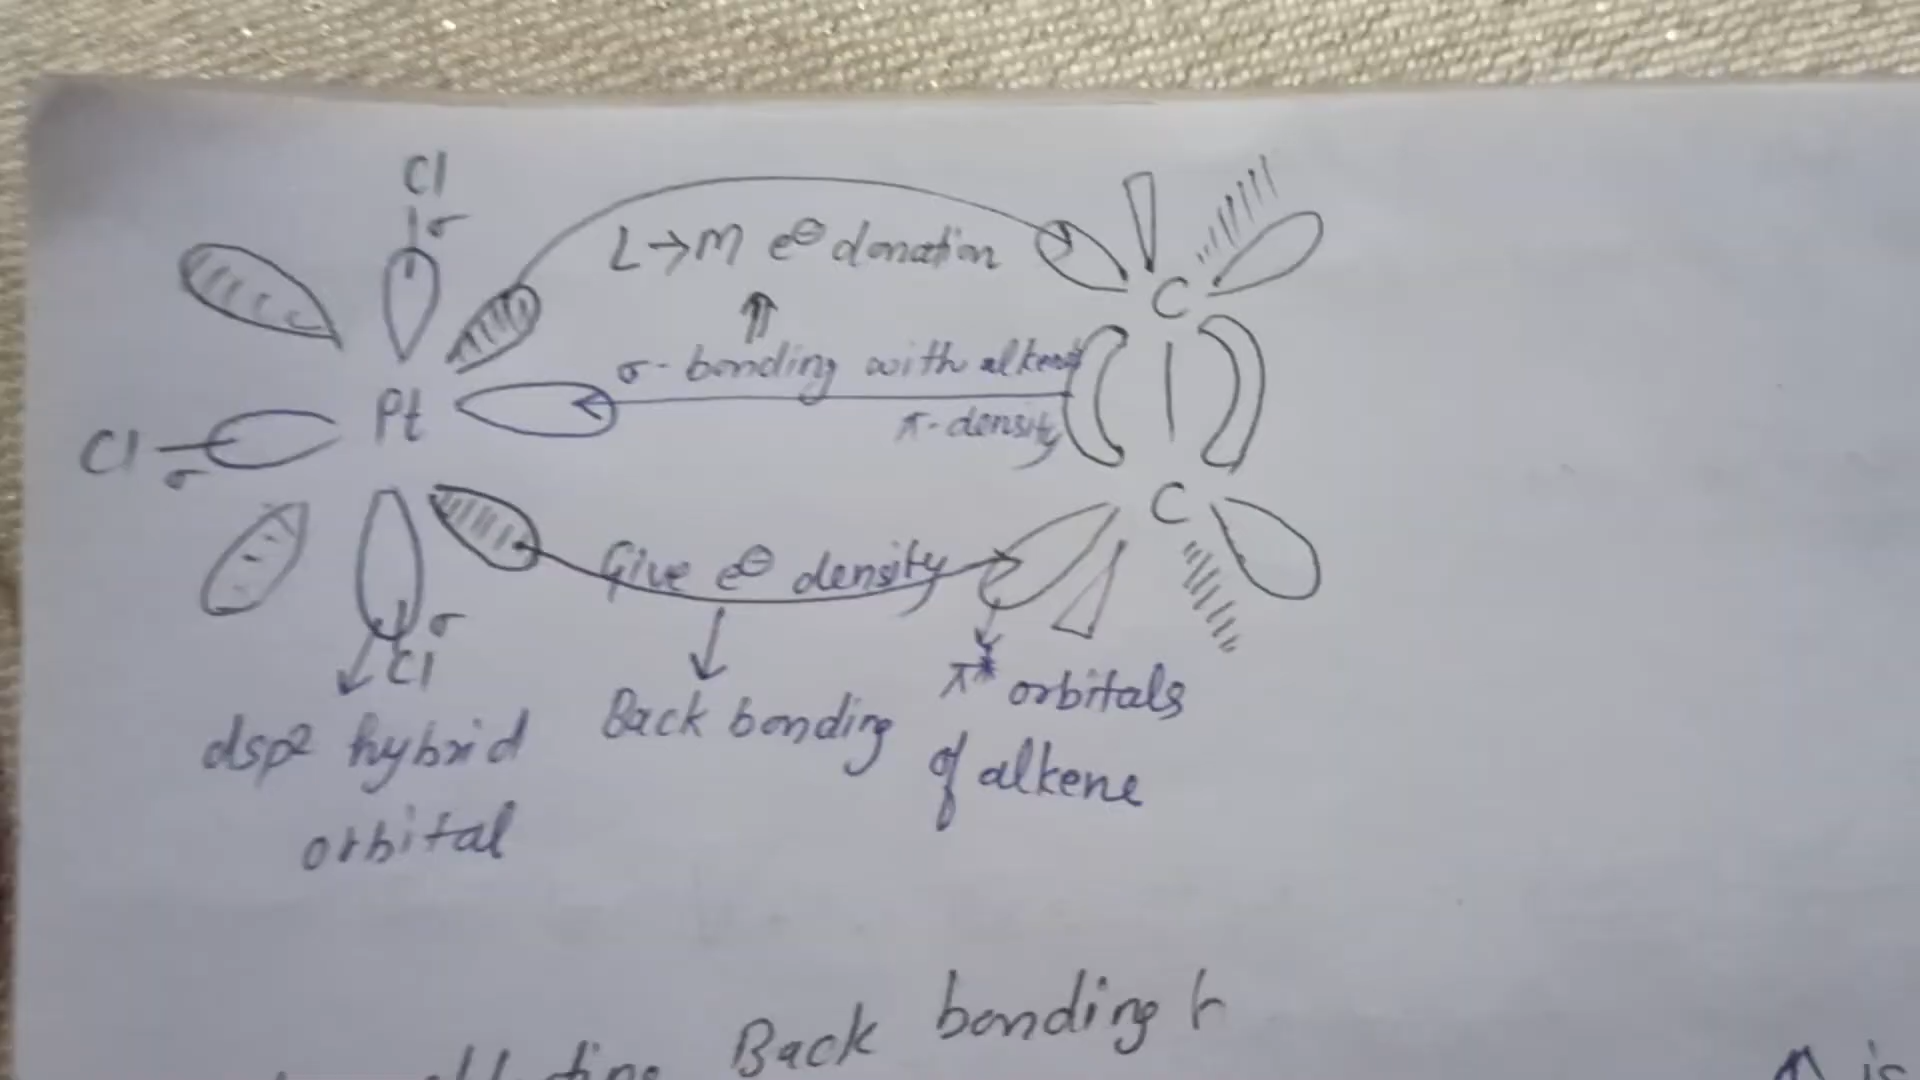 Cl
σ
L→M e⊖ donation
C
⇑
σ- bonding with alkene
Pt
π- density
Cl
σ
C
Give e⊖ density
σ
Cl
π* orbitals
of alkene
Back bonding
dsp2 hybrid
orbital
Back bonding
is